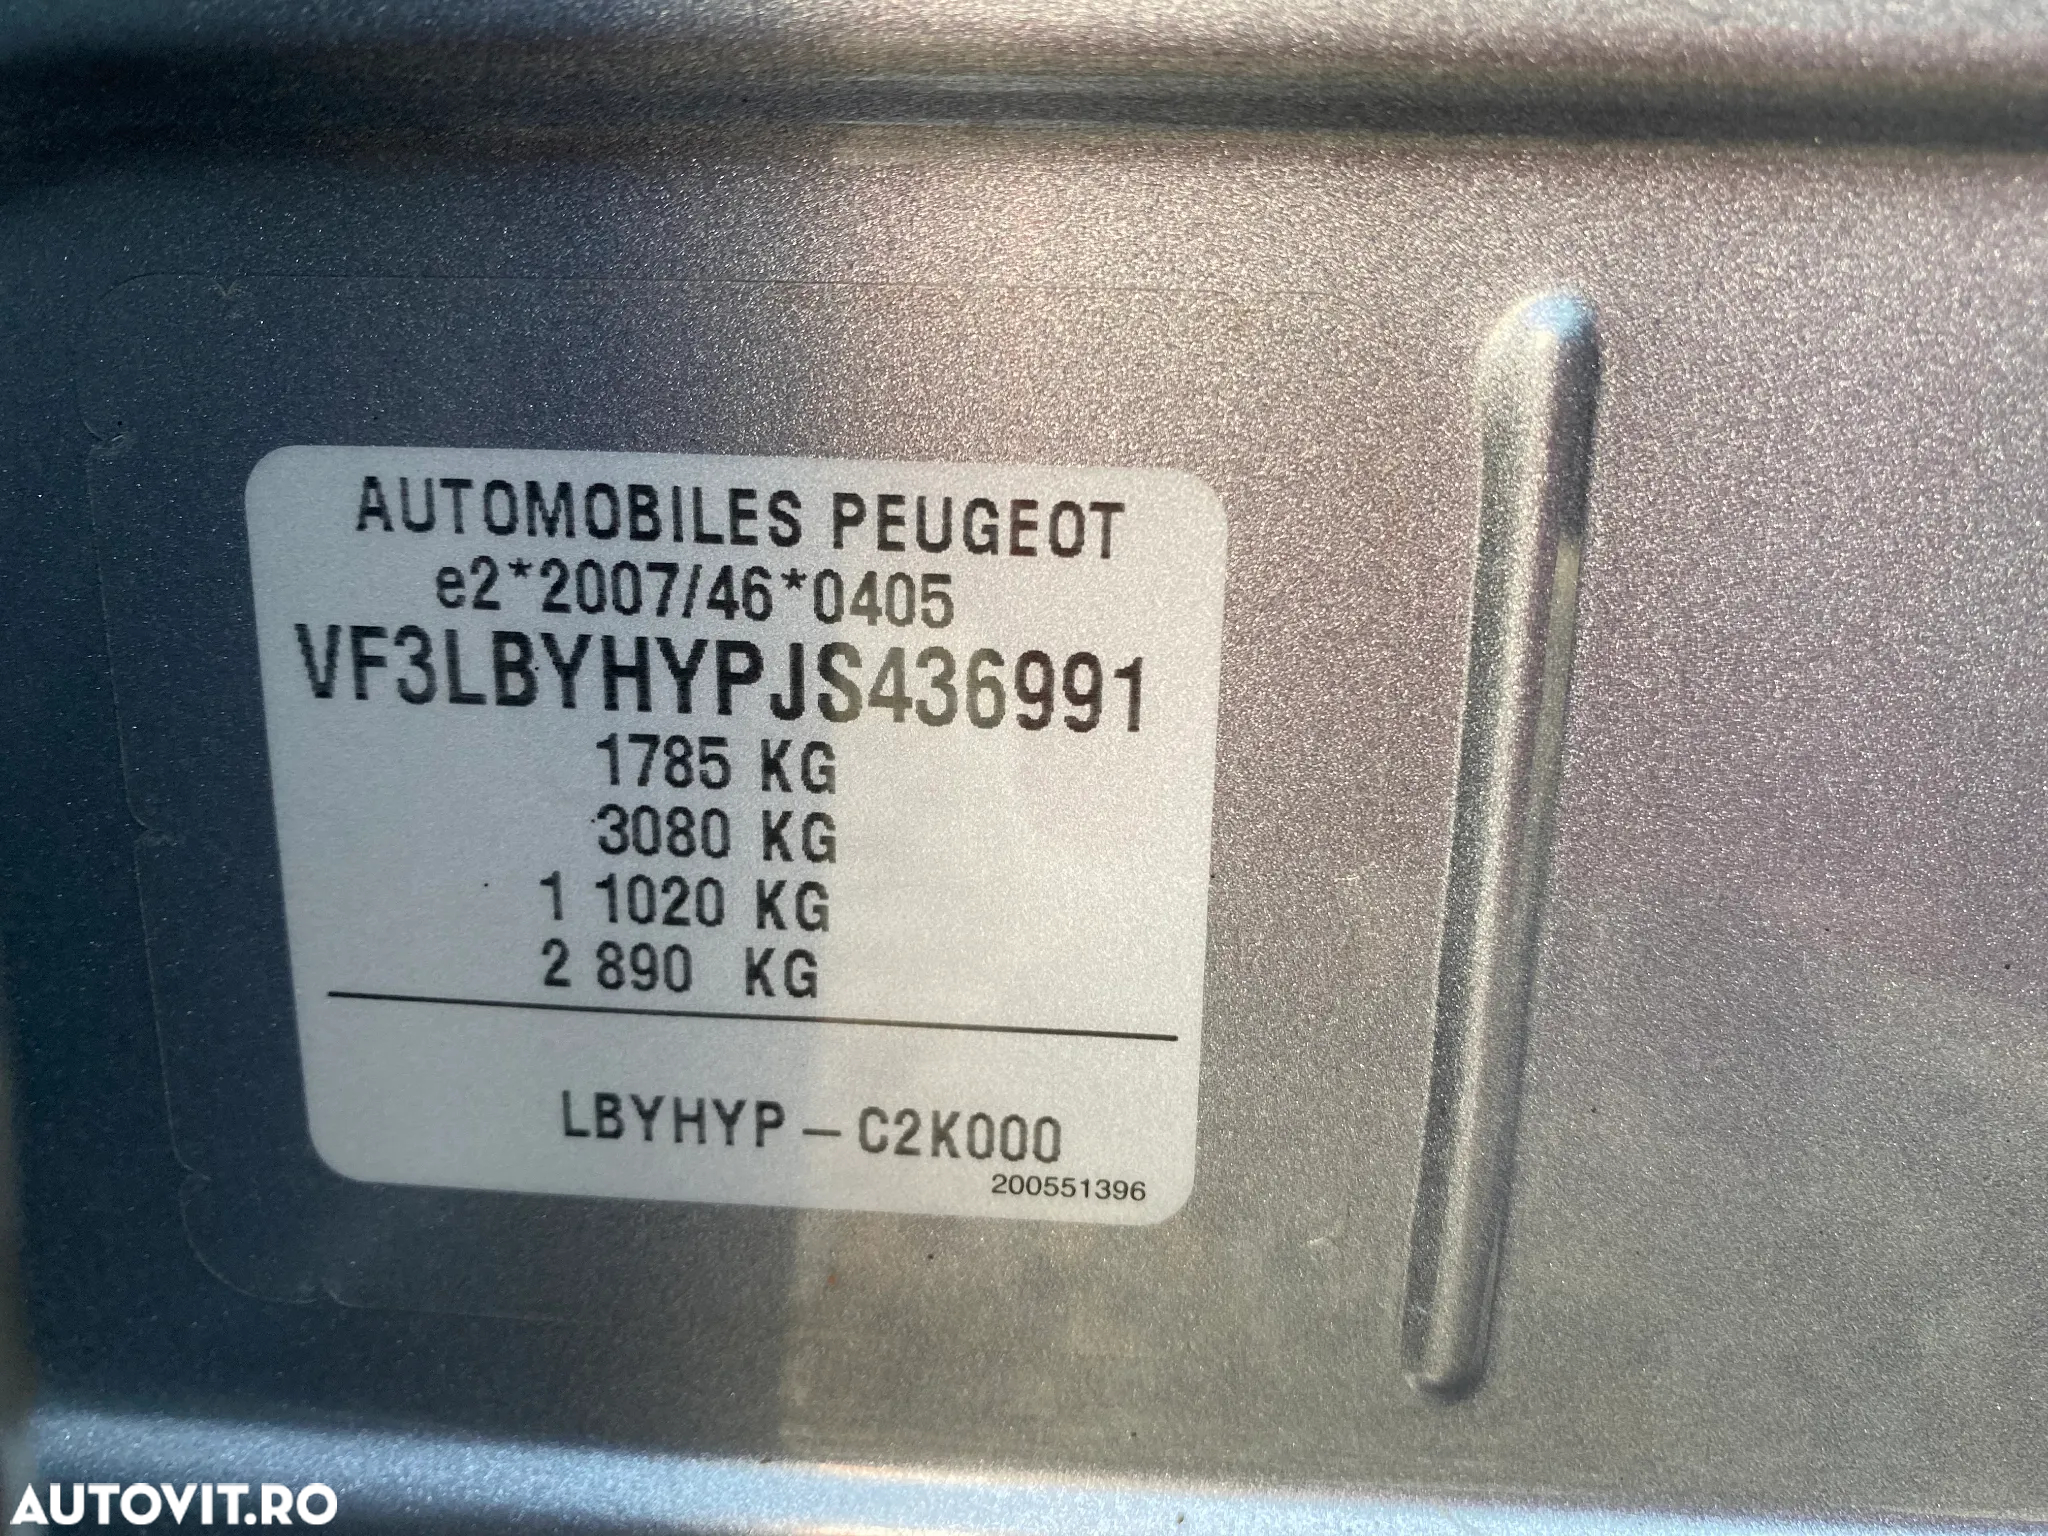 AUTOMOBILES PEUGEOT
e2*2007/46*0405
VF3LBYHYPJS436991
1785 KG
3080 KG
1 1020 KG
2 890 KG
LBYHYP – C2K000
200551396
AUTOVIT.RO